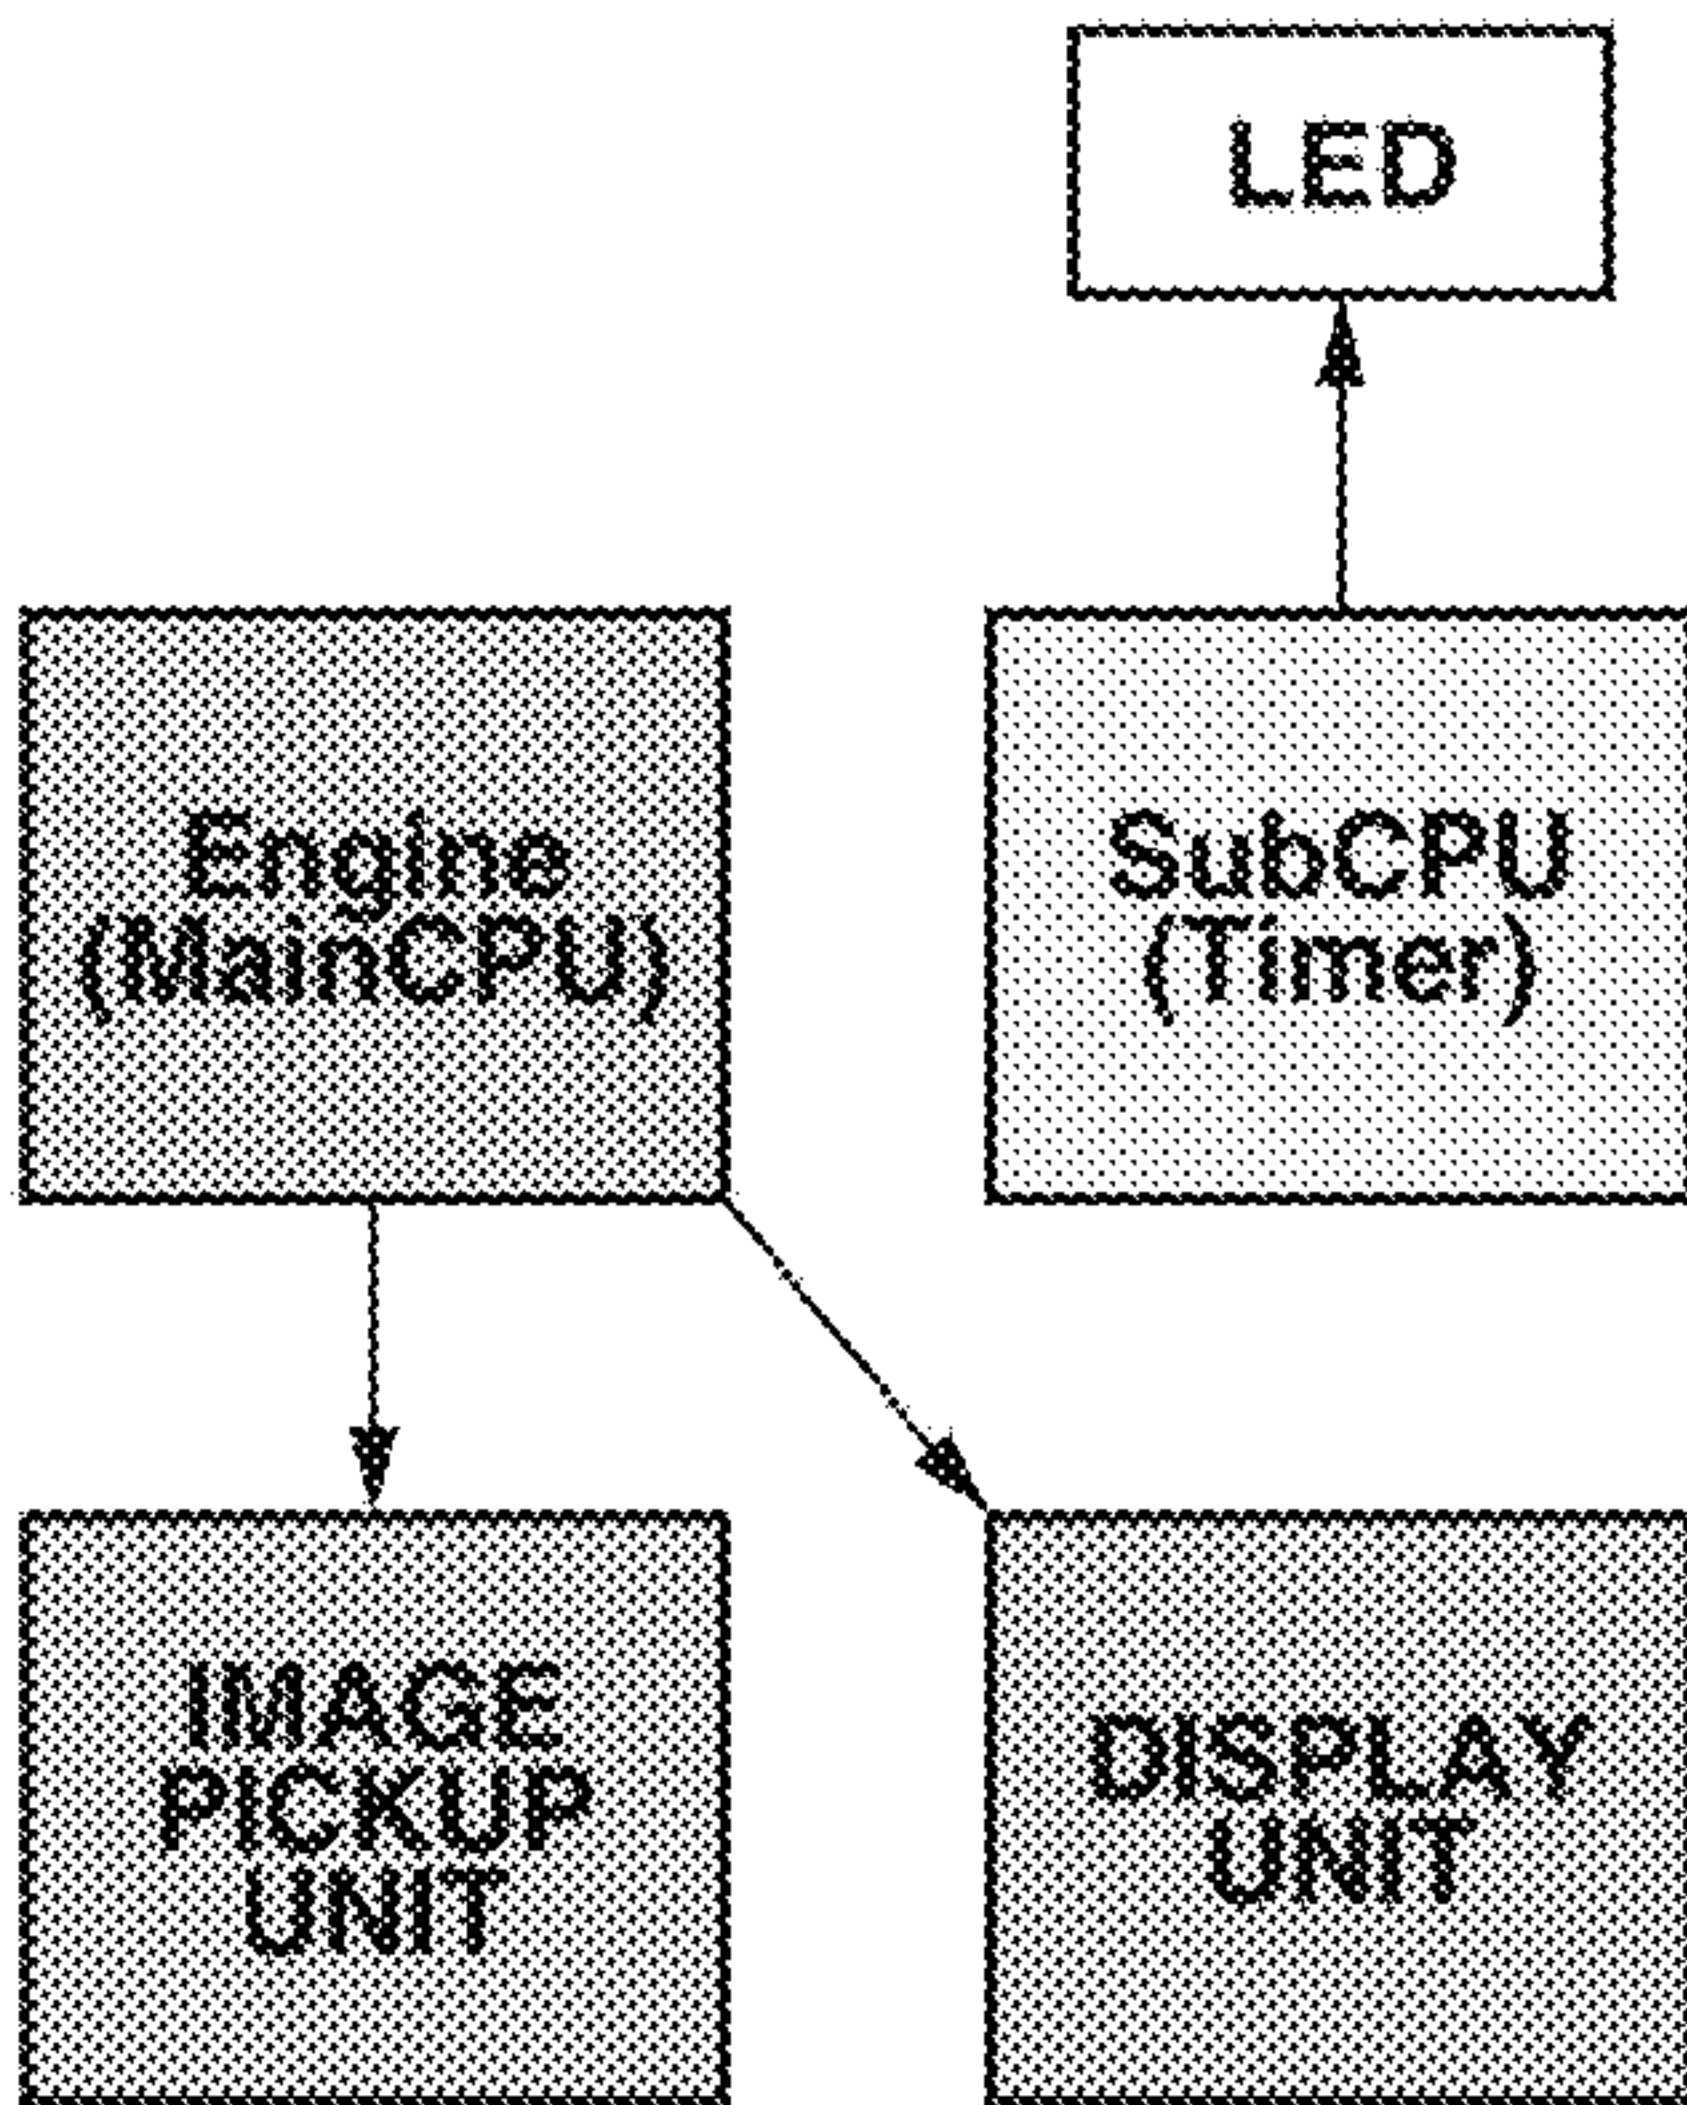 LED
Engine
(MainCPU)
SubCPU
(Timer)
IMAGE
PICKUP
UNIT
DISPLAY
UNIT